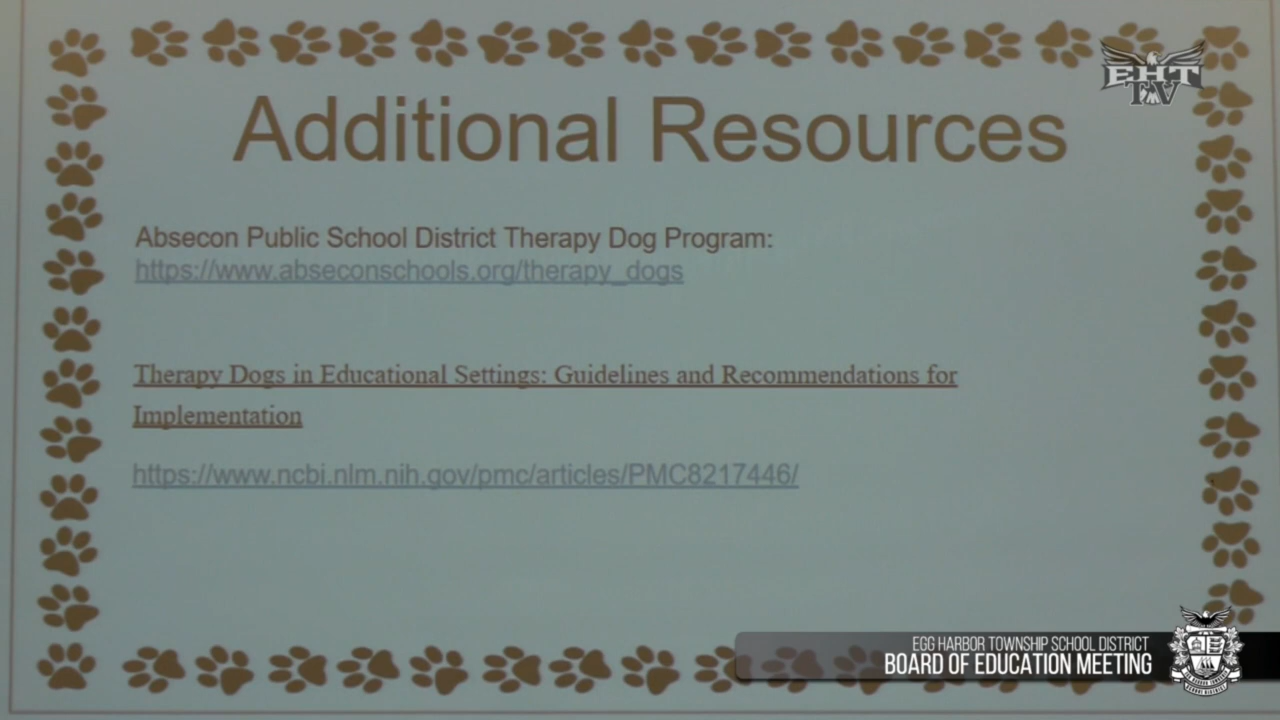 EHT
TV
Additional Resources
Absecon Public School District Therapy Dog Program:
https://www.abseconschools.org/therapy_dogs
Therapy Dogs in Educational Settings: Guidelines and Recommendations for
Implementation
https://www.ncbi.nlm.nih.gov/pmc/articles/PMC8217446/
EGG HARBOR TOWNSHIP SCHOOL DISTRICT
BOARD OF EDUCATION MEETING